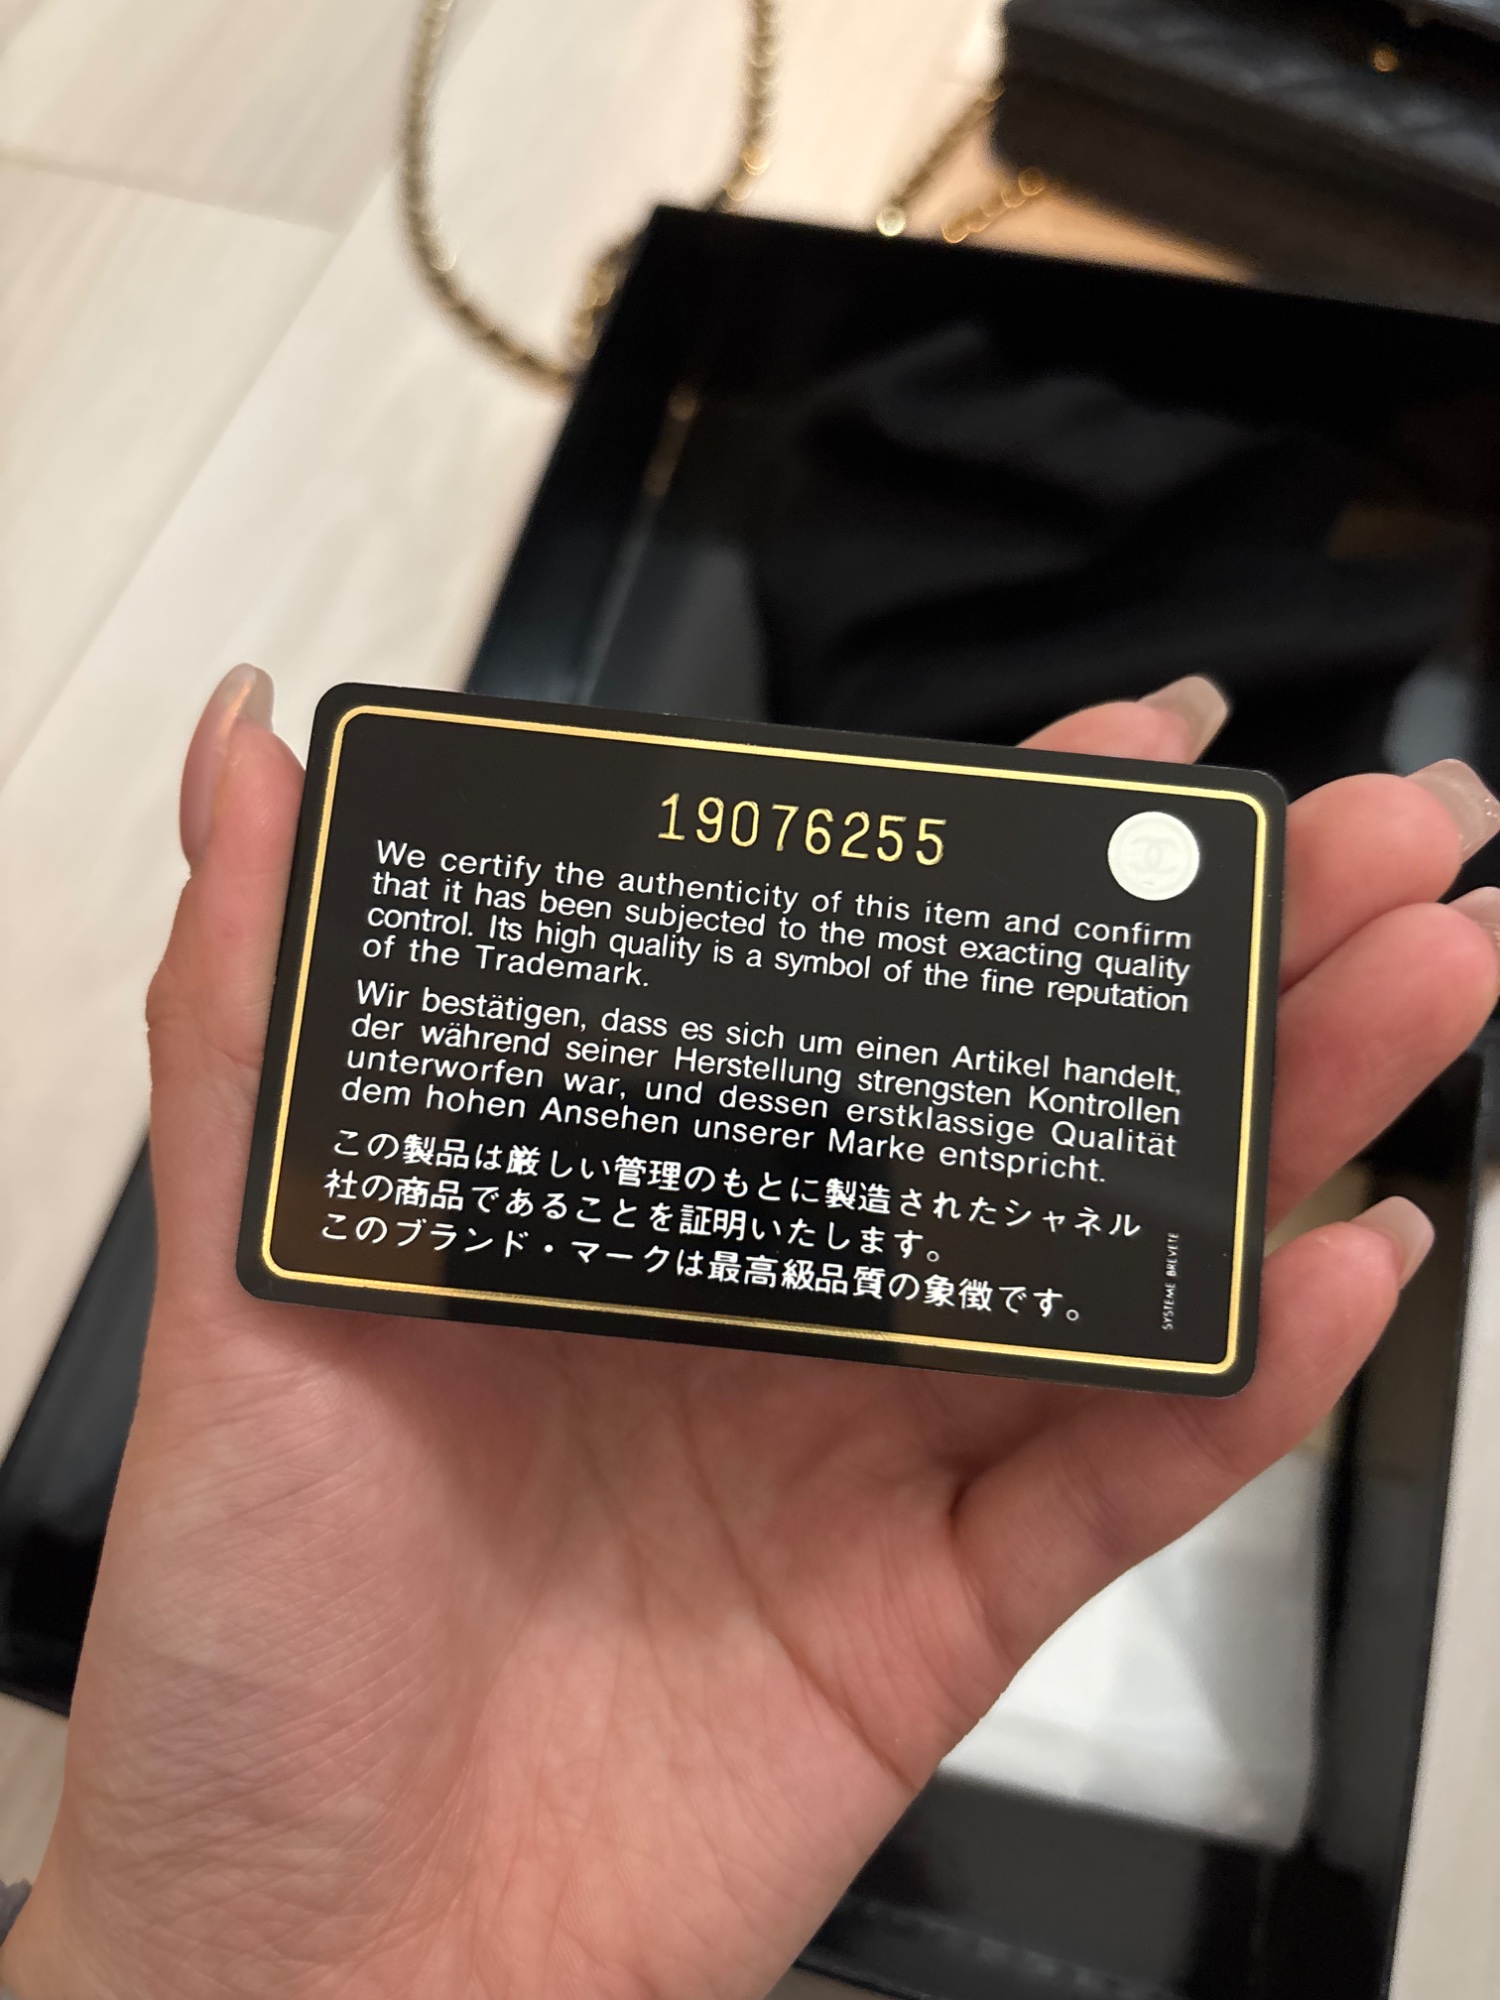 19076255
We certify the authenticity of this item and confirm
that it has been subjected to the most exacting quality
control. Its high quality is a symbol of the fine reputation
of the Trademark.
Wir bestätigen, dass es sich um einen Artikel handelt,
der während seiner Herstellung strengsten Kontrollen
unterworfen war, und dessen erstklassige Qualität
dem hohen Ansehen unserer Marke entspricht.
この製品は厳しい管理のもとに製造されたシャネル
社の商品であることを証明いたします。
このブランド・マークは最高級品質の象徴です。
SYSTEME BREVETE